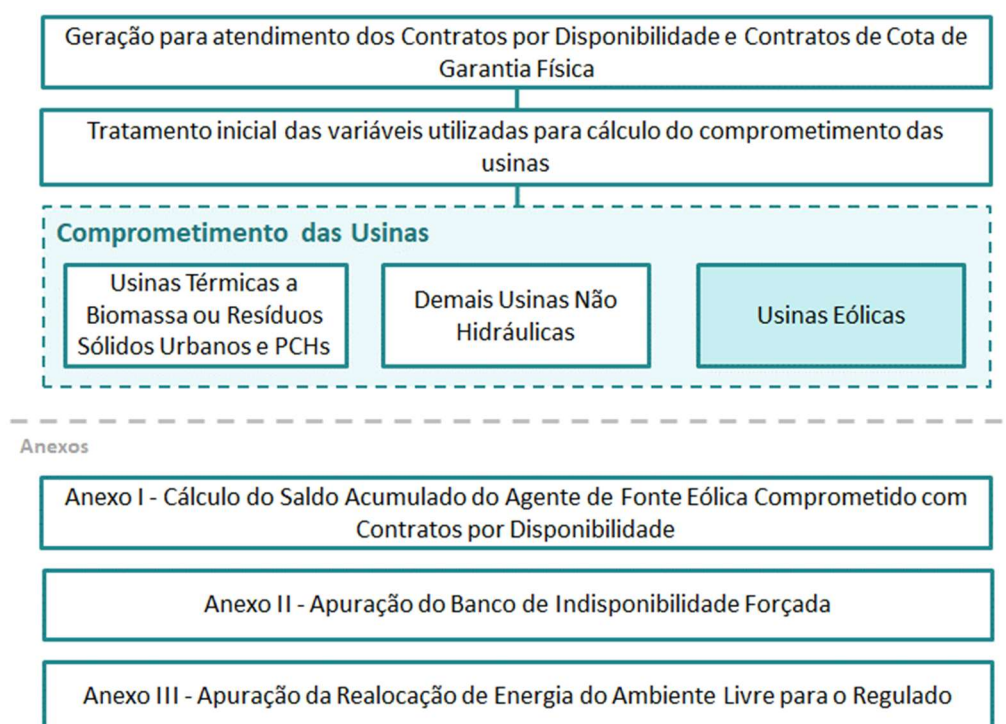 Geração para atendimento dos Contratos por Disponibilidade e Contratos de Cota de
Garantia Física
Tratamento inicial das variáveis utilizadas para cálculo do comprometimento das
usinas
Comprometimento das Usinas
Usinas Térmicas a
Biomassa ou Resíduos
Sólidos Urbanos e PCHs
Demais Usinas Não
Hidráulicas
Usinas Eólicas
Anexos
Anexo I - Cálculo do Saldo Acumulado do Agente de Fonte Eólica Comprometido com
Contratos por Disponibilidade
Anexo II - Apuração do Banco de Indisponibilidade Forçada
Anexo III - Apuração da Realocação de Energia do Ambiente Livre para o Regulado